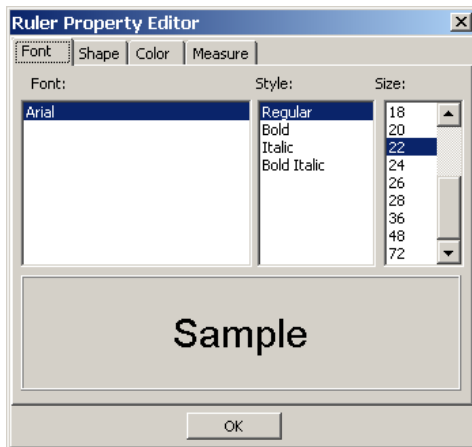 Ruler Property Editor
Font Shape Color Measure
Font: Style: Size:
Arial Regular 18
Bold 20
Italic 22
Bold Italic 24
26
28
36
48
72
Sample
OK